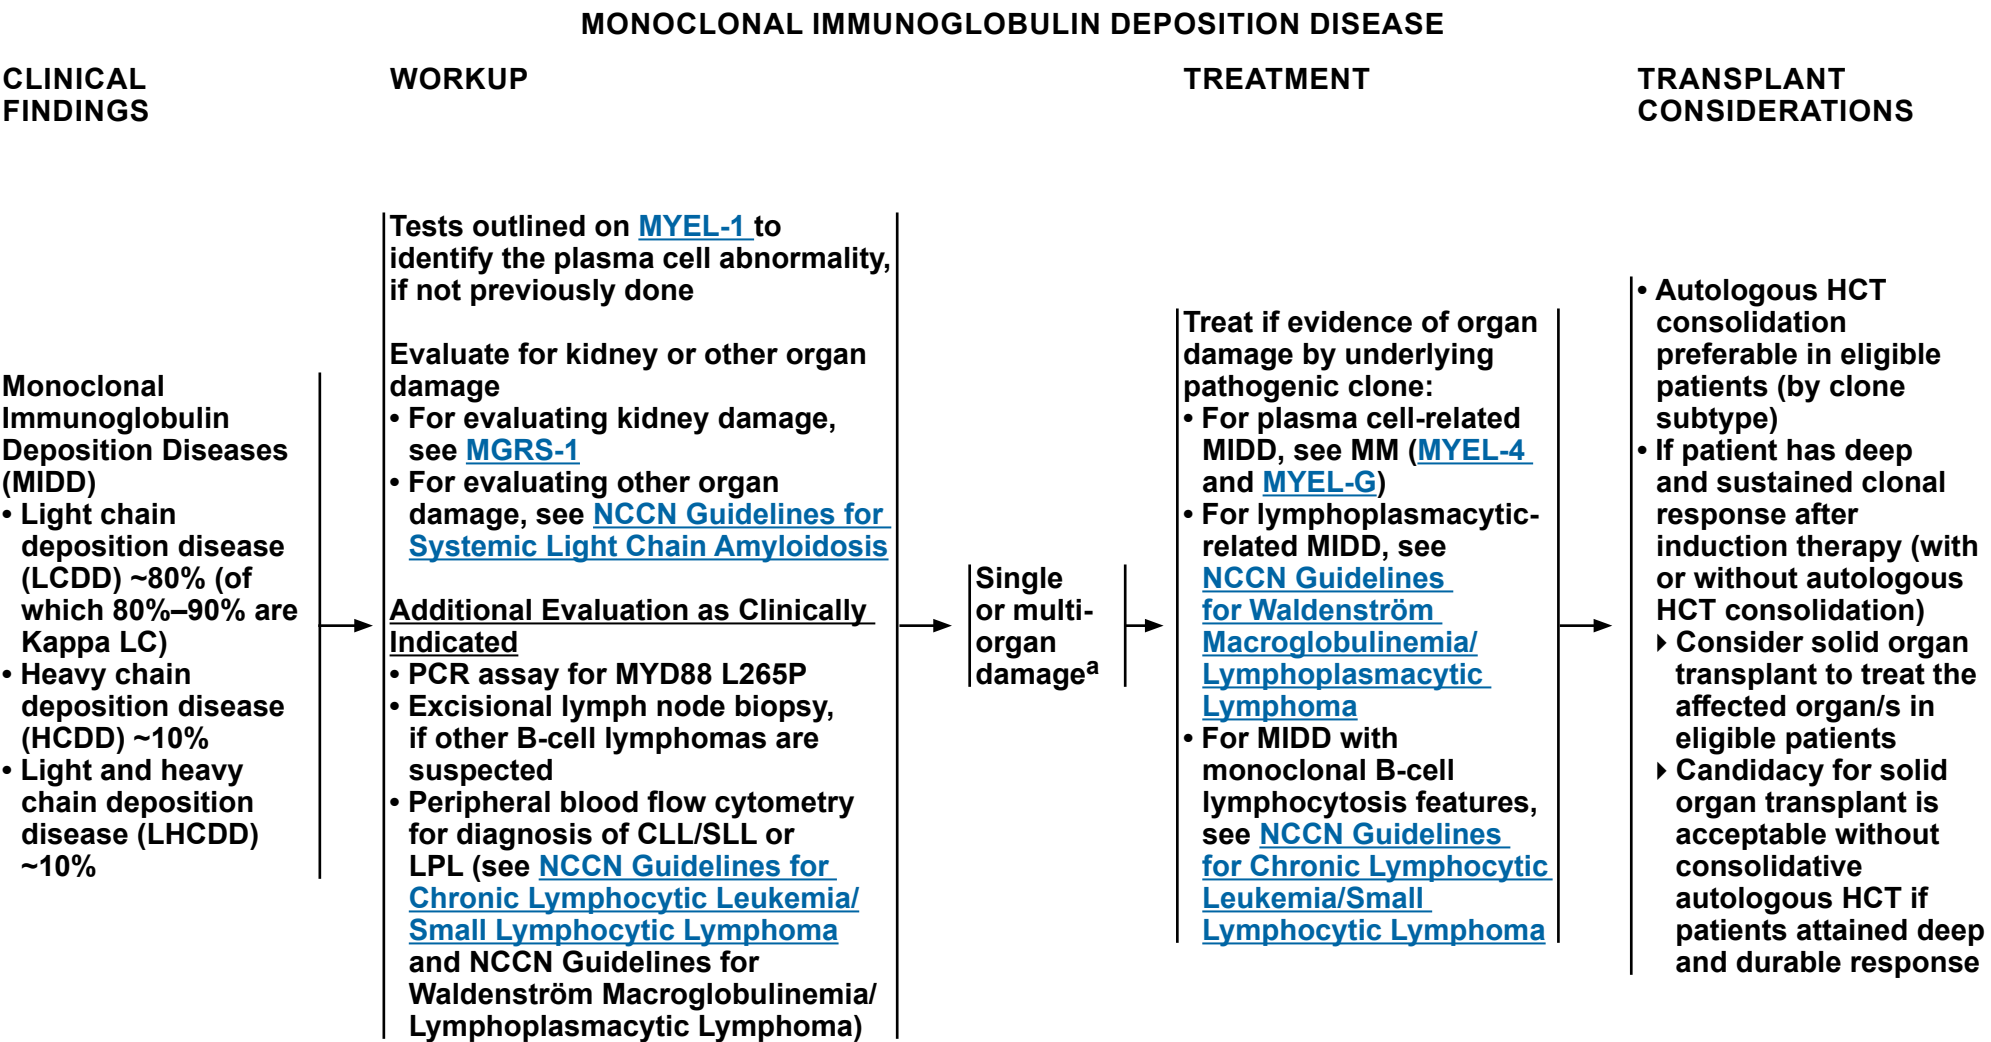 MONOCLONAL IMMUNOGLOBULIN DEPOSITION DISEASE
CLINICAL
FINDINGS
WORKUP
TREATMENT
TRANSPLANT
CONSIDERATIONS
Monoclonal
Immunoglobulin
Deposition Diseases
(MIDD)
• Light chain
deposition disease
(LCDD) ~80% (of
which 80%–90% are
Kappa LC)
• Heavy chain
deposition disease
(HCDD) ~10%
• Light and heavy
chain deposition
disease (LHCDD)
~10%
Tests outlined on MYEL-1 to
identify the plasma cell abnormality,
if not previously done
Evaluate for kidney or other organ
damage
• For evaluating kidney damage,
see MGRS-1
• For evaluating other organ
damage, see NCCN Guidelines for
Systemic Light Chain Amyloidosis
Additional Evaluation as Clinically
Indicated
• PCR assay for MYD88 L265P
• Excisional lymph node biopsy,
if other B-cell lymphomas are
suspected
• Peripheral blood flow cytometry
for diagnosis of CLL/SLL or
LPL (see NCCN Guidelines for
Chronic Lymphocytic Leukemia/
Small Lymphocytic Lymphoma
and NCCN Guidelines for
Waldenström Macroglobulinemia/
Lymphoplasmacytic Lymphoma)
Single
or multi-
organ
damagea
Treat if evidence of organ
damage by underlying
pathogenic clone:
• For plasma cell-related
MIDD, see MM (MYEL-4
and MYEL-G)
• For lymphoplasmacytic-
related MIDD, see
NCCN Guidelines
for Waldenström
Macroglobulinemia/
Lymphoplasmacytic
Lymphoma
• For MIDD with
monoclonal B-cell
lymphocytosis features,
see NCCN Guidelines
for Chronic Lymphocytic
Leukemia/Small
Lymphocytic Lymphoma
• Autologous HCT
consolidation
preferable in eligible
patients (by clone
subtype)
• If patient has deep
and sustained clonal
response after
induction therapy (with
or without autologous
HCT consolidation)
▸ Consider solid organ
transplant to treat the
affected organ/s in
eligible patients
▸ Candidacy for solid
organ transplant is
acceptable without
consolidative
autologous HCT if
patients attained deep
and durable response